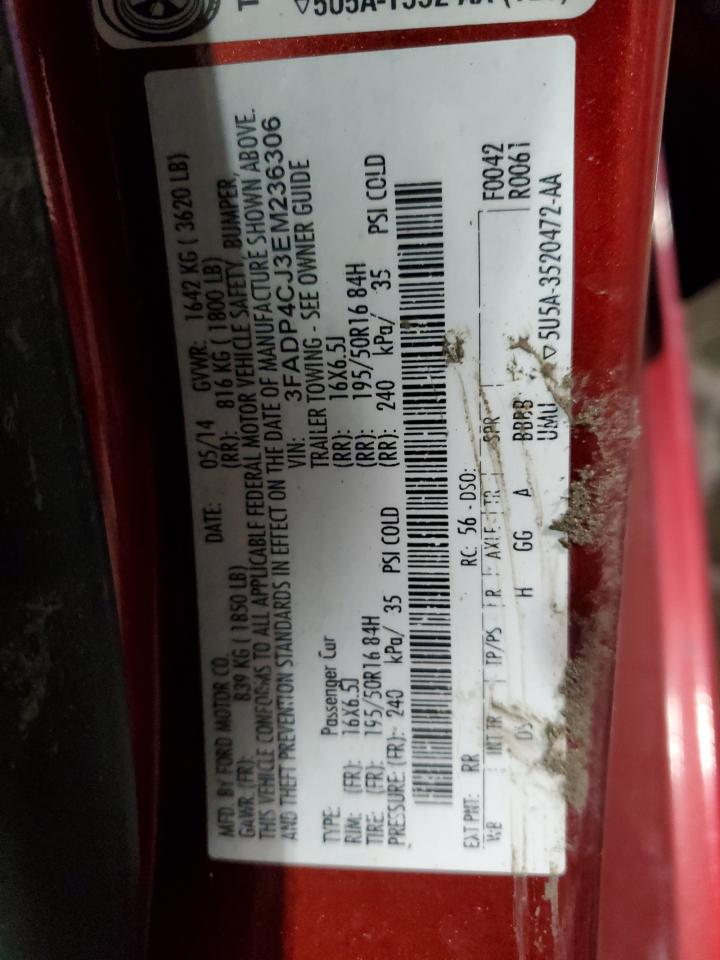 MFD. BY FORD MOTOR CO. DATE: 05/14 GVWR: 1642 KG ( 3620 LB)
GAWR: (FR): 839 KG ( 1850 LB) (RR): 816 KG ( 1800 LB)
THIS VEHICLE CONFORMS TO ALL APPLICABLE FEDERAL MOTOR VEHICLE SAFETY, BUMPER,
AND THEFT PREVENTION STANDARDS IN EFFECT ON THE DATE OF MANUFACTURE SHOWN ABOVE.
VIN: 3FADP4CJ3EM236306
TYPE: Passenger Car TRAILER TOWING - SEE OWNER GUIDE
RIM: (FR): 16X6.5J (RR): 16X6.5J
TIRE: (FR): 195/50R16 84H (RR): 195/50R16 84H
PRESSURE: (FR): 240 kPa/ 35 PSI COLD (RR): 240 kPa/ 35 PSI COLD
EXT PNT: RR RC: 56 - DSO: F0042
WB INT TR TP/PS R AXLE TR SPR R0061
DS H GG A BBBB
UMU ▽5U5A-3520472-AA